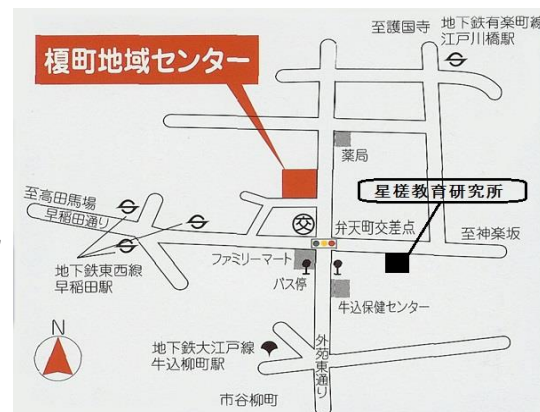 至護国寺
地下鉄有楽町線
江戸川橋駅
榎町地域センター
薬局
星槎教育研究所
至高田馬場
早稲田通り
交
弁天町交差点
至神楽坂
地下鉄東西線
早稲田駅
ファミリーマート
バス停
牛込保健センター
N
外苑東通り
地下鉄大江戸線
牛込柳町駅
市谷柳町